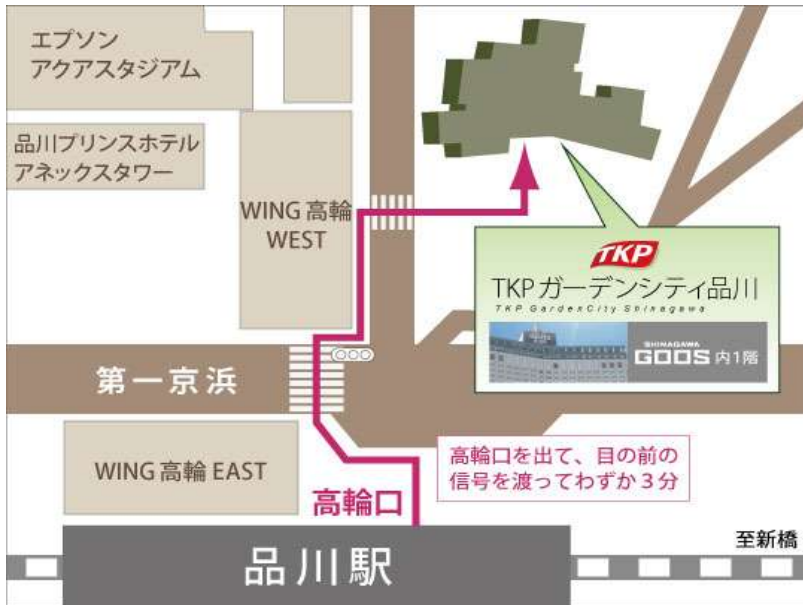 エプソン
アクアスタジアム
品川プリンスホテル
アネックスタワー
WING 高輪
WEST
TKP
TKP ガーデンシティ品川
TKP GardenCity Shinagawa
SHINAGAWA
GOOS 内1階
第一京浜
WING 高輪 EAST
高輪口を出て、目の前の
信号を渡ってわずか3分
高輪口
至新橋
品川駅